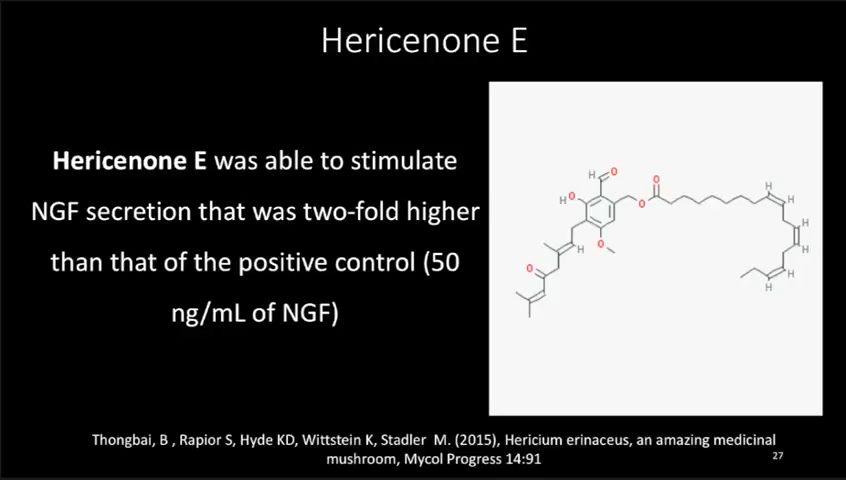 Hericenone E
Hericenone E was able to stimulate
NGF secretion that was two-fold higher
than that of the positive control (50
ng/mL of NGF)
H O
O
H O
O
O
H
O
H
H
H
H
H
H
Thongbai, B , Rapior S, Hyde KD, Wittstein K, Stadler M. (2015), Hericium erinaceus, an amazing medicinal
mushroom, Mycol Progress 14:91
27